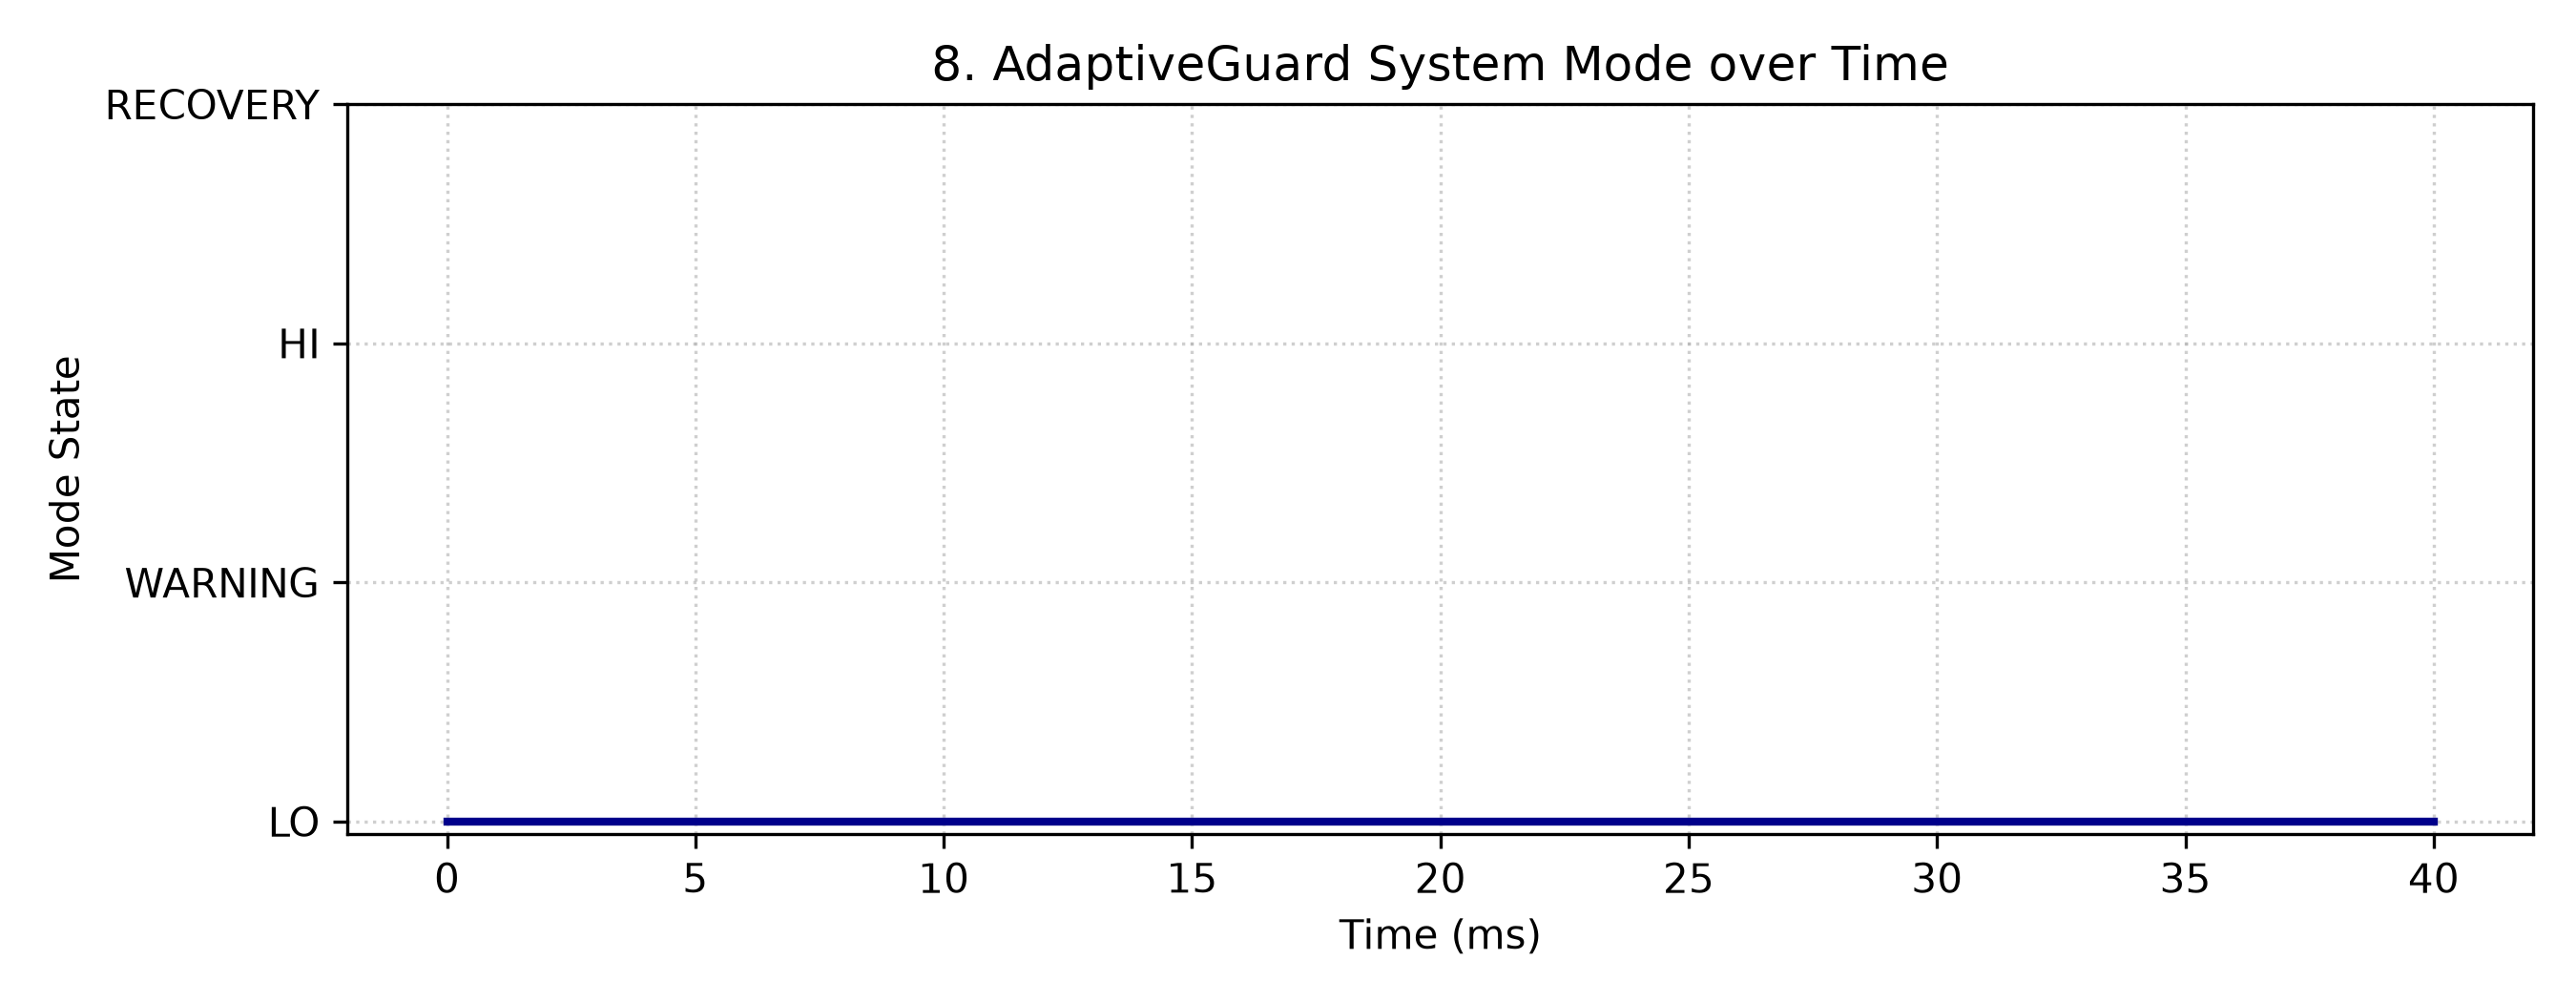 8. AdaptiveGuard System Mode over Time
RECOVERY
HI
WARNING
LO
Mode State
0 5 10 15 20 25 30 35 40
Time (ms)